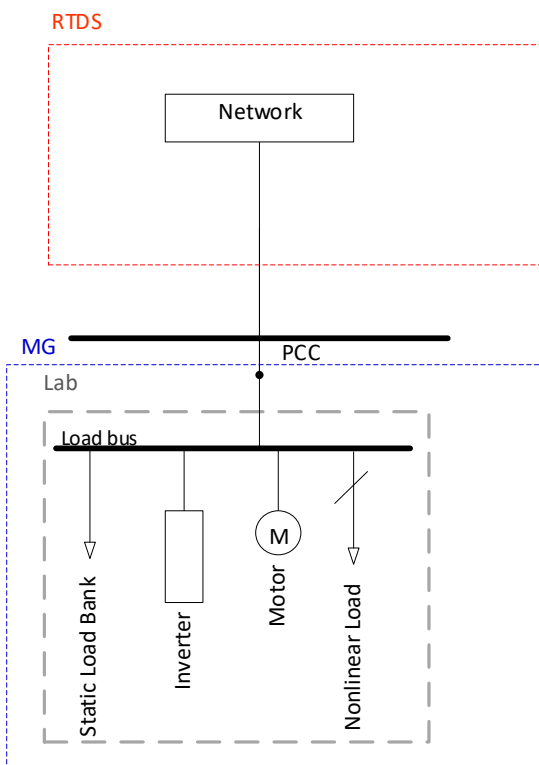 RTDS
Network
MG
PCC
Lab
Load bus
M
Static Load Bank
Inverter
Motor
Nonlinear Load